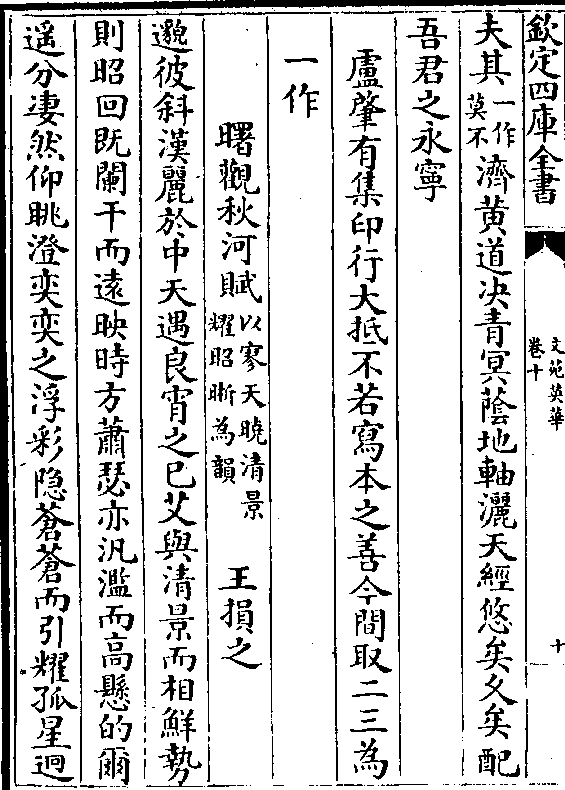 欽定四庫全書
文苑英華
卷十
十
夫其一作莫不濟黄道决青冥蔭地軸灑天經悠矣久矣配
吾君之永寧
盧肇有集印行大抵不若寫本之善今間取二三為
一作
曙觀秋河賦以寥天曉清景耀昭晰為韻 王損之
邈彼斜漢麗於中天遇良宵之已艾與清景而相鮮勢
則昭回既闌干而遠映時方蕭瑟亦汎濫而高懸的爾
遥分凄然仰眺澄奕奕之浮彩隐蒼蒼而引耀孤星迥